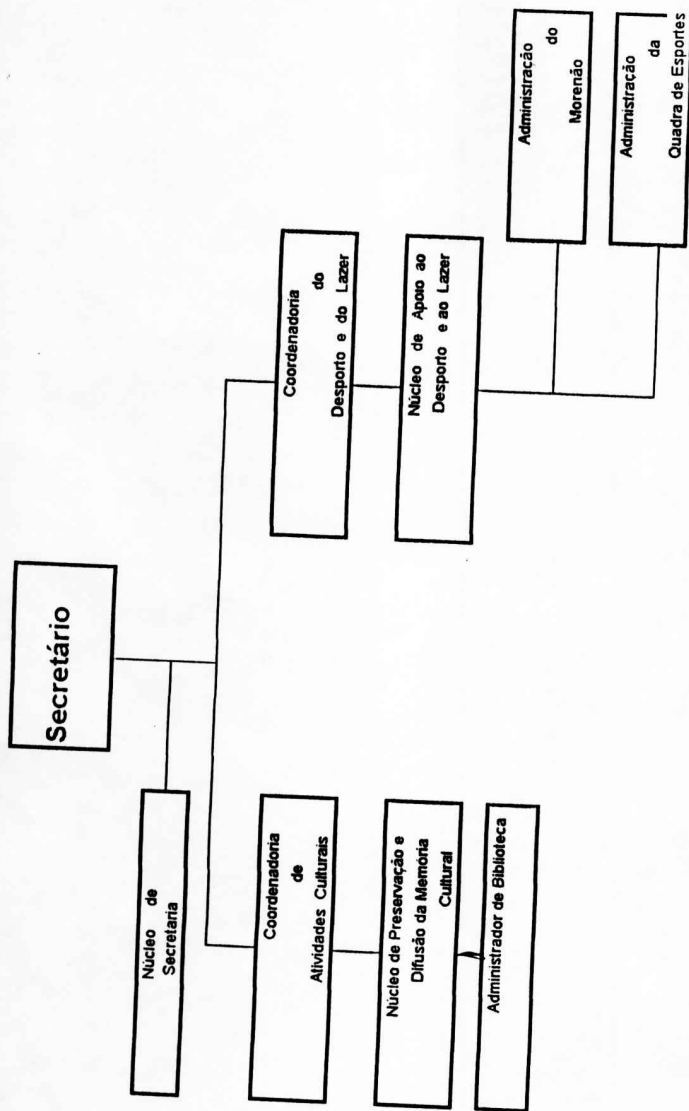 Secretário
Núcleo de
Secretaria
Coordenadoria
de
Atividades Culturais
Núcleo de Preservação e
Difusão da Memória
Cultural
Administrador de Biblioteca
Coordenadoria
do
Desporto e do Lazer
Núcleo de Apoio ao
Desporto e ao Lazer
Administração
do
Morenão
Administração
da
Quadra de Esportes